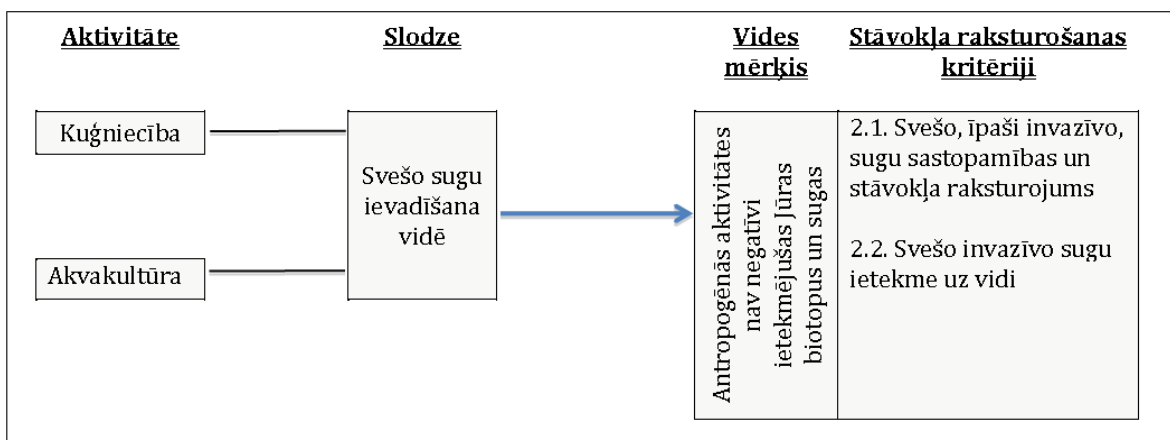 Aktivitāte
Slodze
Vides
mērķis
Stāvokļa raksturošanas
kritēriji
Kuģniecība
Akvakultūra
Svešo sugu
ievadīšana
vidē
Antropogēnās aktivitātes
nav negatīvi
ietekmējušas Jūras
biotopus un sugas
2.1. Svešo, īpaši invazīvo,
sugu sastopamības un
stāvokļa raksturojums
2.2. Svešo invazīvo sugu
ietekme uz vidi